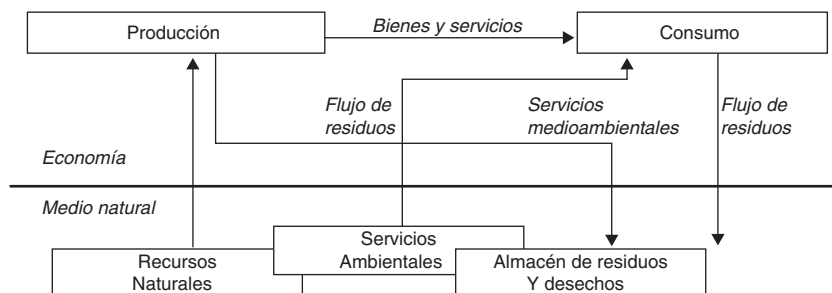 Producción
Bienes y servicios
Consumo
Flujo de
residuos
Servicios
medioambientales
Flujo de
residuos
Economía
Medio natural
Recursos
Naturales
Servicios
Ambientales
Almacén de residuos
Y desechos